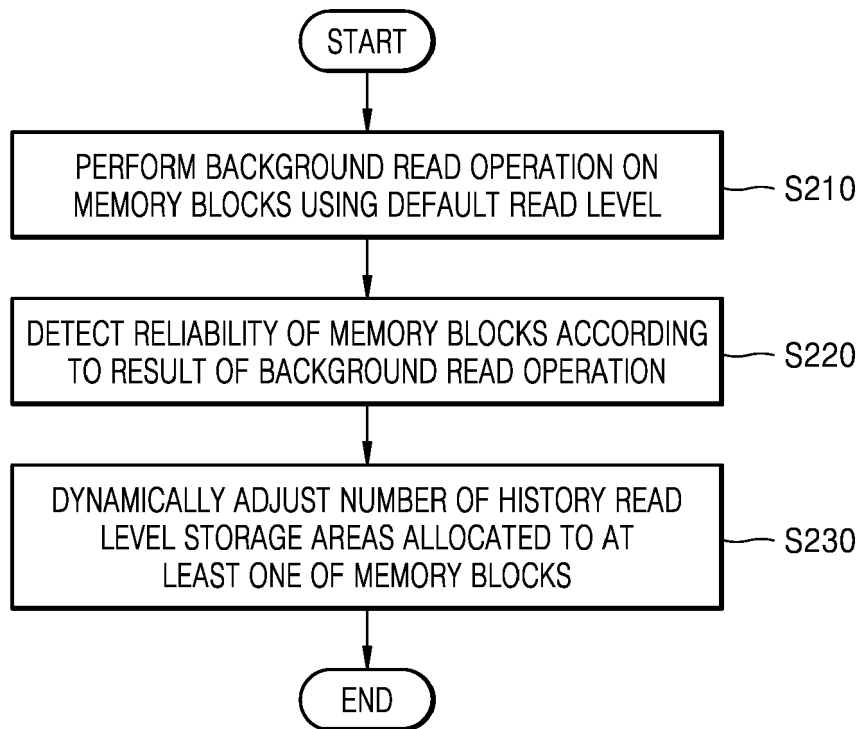 START
PERFORM BACKGROUND READ OPERATION ON
MEMORY BLOCKS USING DEFAULT READ LEVEL
S210
DETECT RELIABILITY OF MEMORY BLOCKS ACCORDING
TO RESULT OF BACKGROUND READ OPERATION
S220
DYNAMICALLY ADJUST NUMBER OF HISTORY READ
LEVEL STORAGE AREAS ALLOCATED TO AT
LEAST ONE OF MEMORY BLOCKS
S230
END